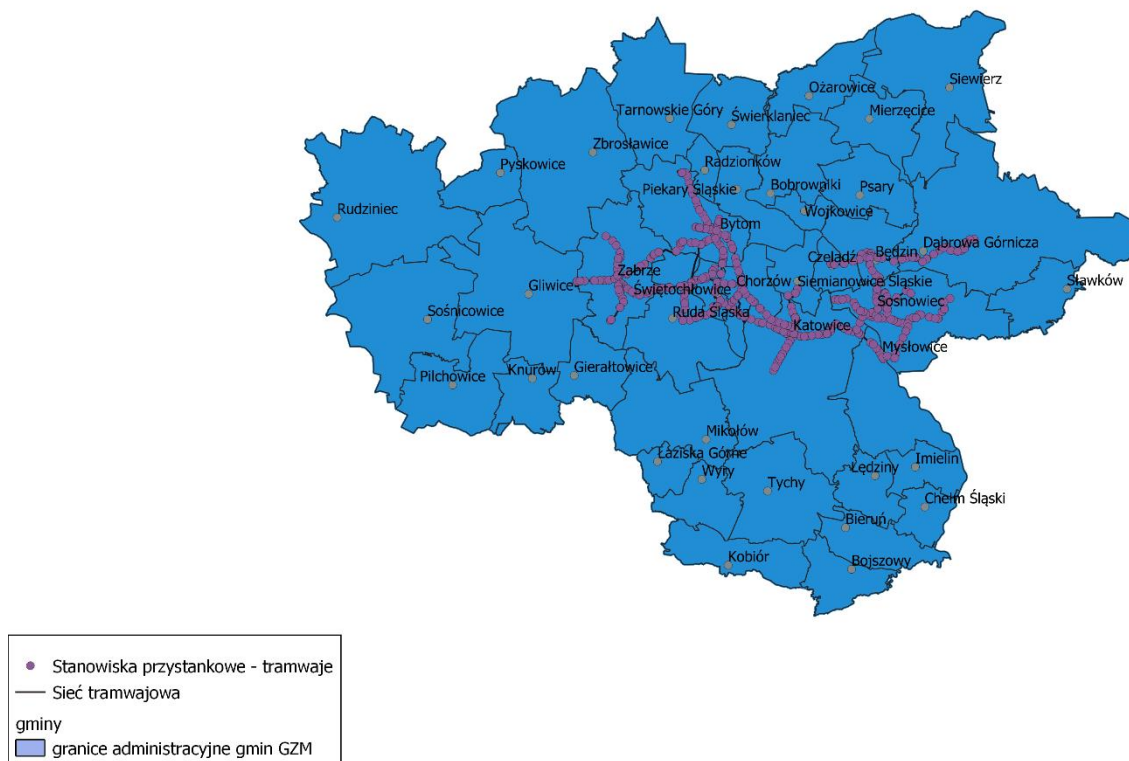 Siewierz
Ożarowice
Mierzęcice
Tarnowskie Góry
Świerklaniec
Zbrosławice
Pyskowice
Radzionków
Piekary Śląskie
Bobrowniki
Psary
Rudziniec
Wojkowice
Bytom
Dąbrowa Górnicza
Będzin
Czeladź
Zabrze
Chorzów
Siemianowice Śląskie
Sławków
Gliwice
Świętochłowice
Sosnowiec
Sośnicowice
Ruda Śląska
Katowice
Mysłowice
Knurów
Gierałtowice
Pilchowice
Mikołów
Łaziska Górne
Wyry
Lędziny
Imielin
Tychy
Chełm Śląski
Bieruń
Kobiór
Bojszowy
Stanowiska przystankowe - tramwaje
Sieć tramwajowa
gminy
granice administracyjne gmin GZM